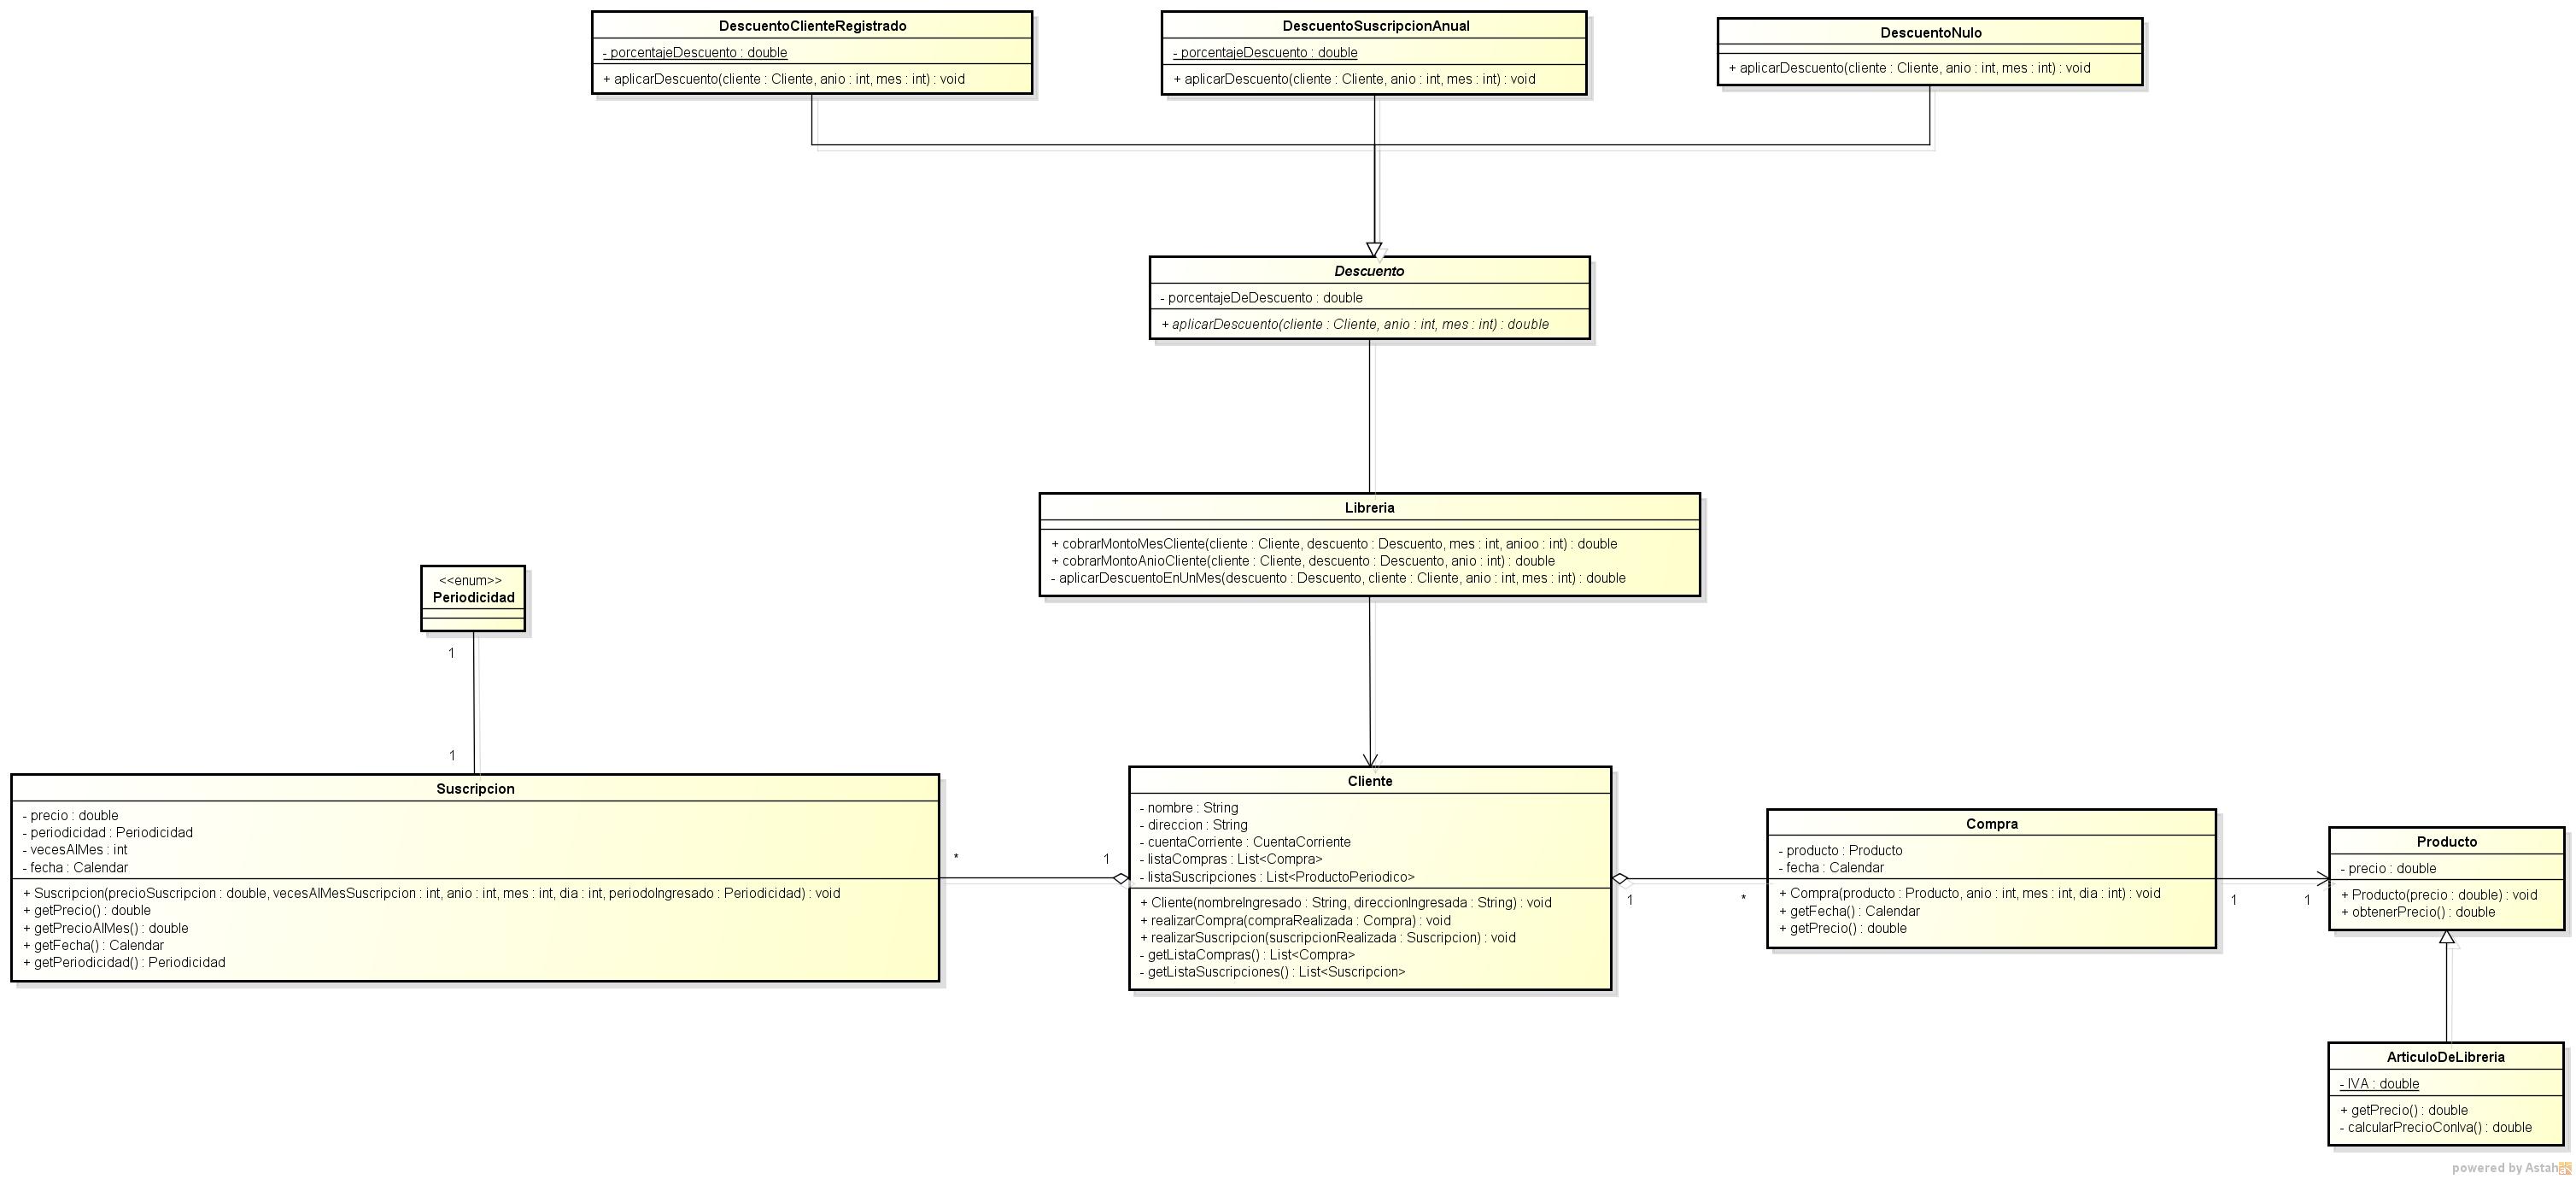 DescuentoClienteRegistrado
- porcentajeDescuento : double
+ aplicarDescuento(cliente : Cliente, anio : int, mes : int) : void
DescuentoSuscripcionAnual
- porcentajeDescuento : double
+ aplicarDescuento(cliente : Cliente, anio : int, mes : int) : void
DescuentoNulo
+ aplicarDescuento(cliente : Cliente, anio : int, mes : int) : void
Descuento
- porcentajeDeDescuento : double
+ aplicarDescuento(cliente : Cliente, anio : int, mes : int) : double
Libreria
+ cobrarMontoMesCliente(cliente : Cliente, descuento : Descuento, mes : int, anioo : int) : double
+ cobrarMontoAnioCliente(cliente : Cliente, descuento : Descuento, anio : int) : double
- aplicarDescuentoEnUnMes(descuento : Descuento, cliente : Cliente, anio : int, mes : int) : double
<<enum>>
Periodicidad
1
1
Suscripcion
- precio : double
- periodicidad : Periodicidad
- vecesAlMes : int
- fecha : Calendar
+ Suscripcion(precioSuscripcion : double, vecesAlMesSuscripcion : int, anio : int, mes : int, dia : int, periodoIngresado : Periodicidad) : void
+ getPrecio() : double
+ getPrecioAlMes() : double
+ getFecha() : Calendar
+ getPeriodicidad() : Periodicidad
*
1
Cliente
- nombre : String
- direccion : String
- cuentaCorriente : CuentaCorriente
- listaCompras : List<Compra>
- listaSuscripciones : List<ProductoPeriodico>
+ Cliente(nombreIngresado : String, direccionIngresada : String) : void
+ realizarCompra(compraRealizada : Compra) : void
+ realizarSuscripcion(suscripcionRealizada : Suscripcion) : void
- getListaCompras() : List<Compra>
- getListaSuscripciones() : List<Suscripcion>
1
*
Compra
- producto : Producto
- fecha : Calendar
+ Compra(producto : Producto, anio : int, mes : int, dia : int) : void
+ getFecha() : Calendar
+ getPrecio() : double
1
1
Producto
- precio : double
+ Producto(precio : double) : void
+ obtenerPrecio() : double
ArticuloDeLibreria
- IVA : double
+ getPrecio() : double
- calcularPrecioConIva() : double
powered by Astah